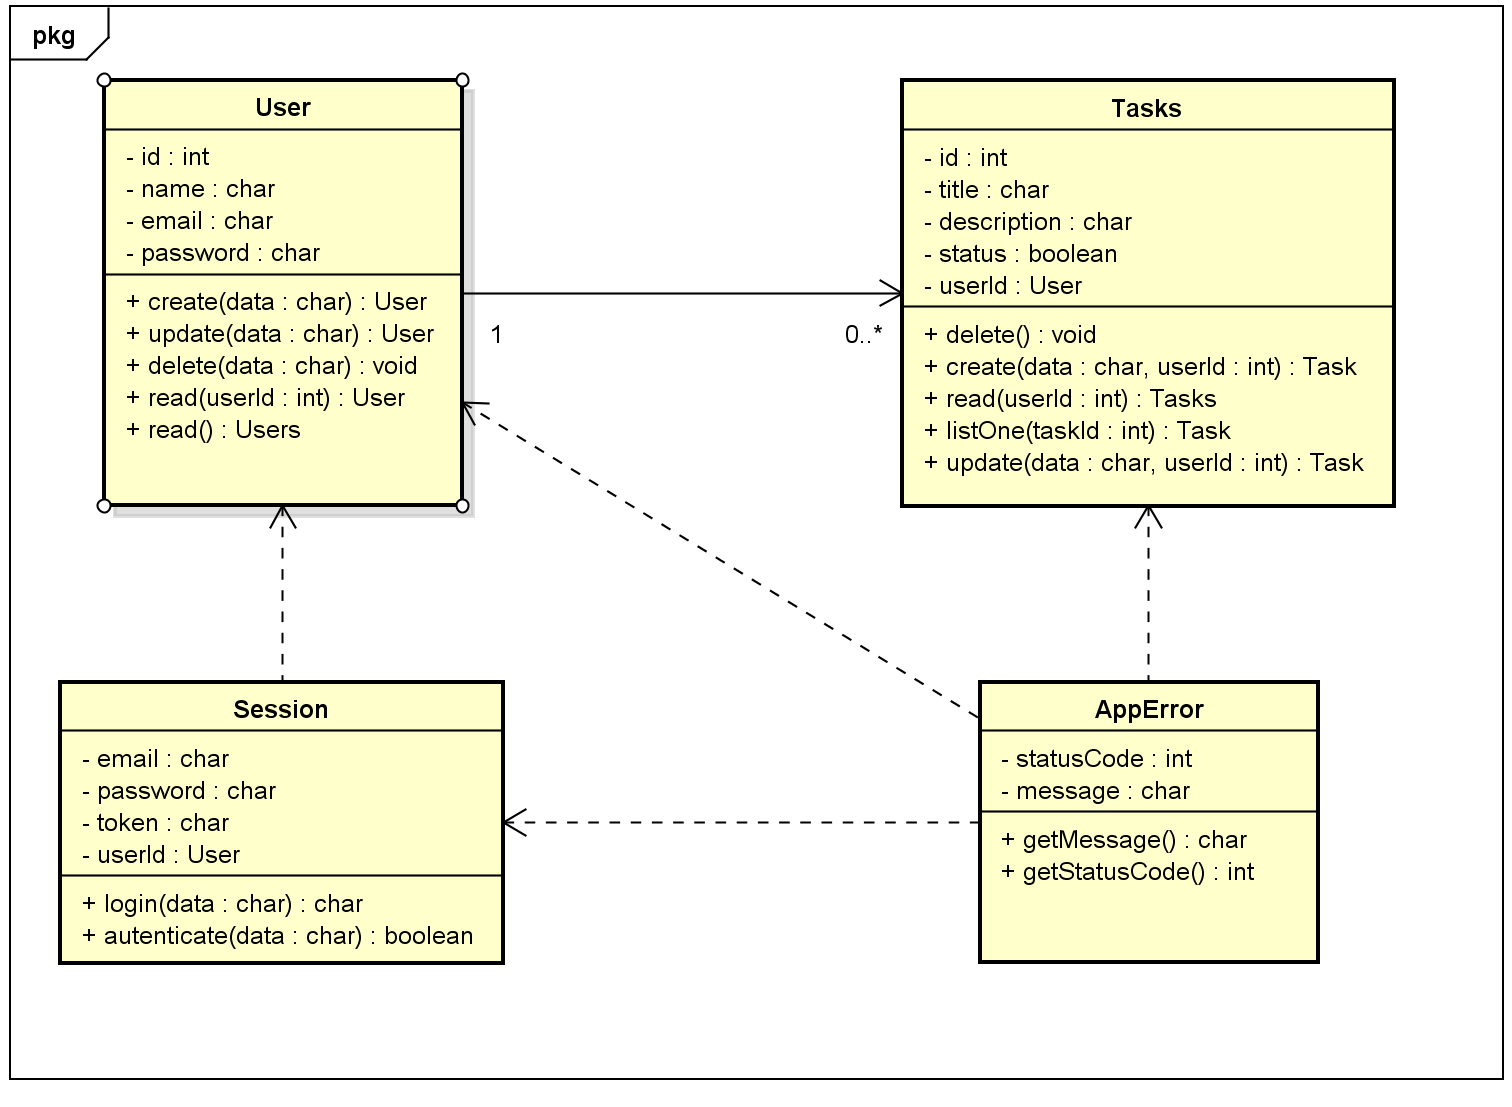 pkg
User
- id : int
- name : char
- email : char
- password : char
+ create(data : char) : User
+ update(data : char) : User
+ delete(data : char) : void
+ read(userId : int) : User
+ read() : Users
1
0..*
Tasks
- id : int
- title : char
- description : char
- status : boolean
- userId : User
+ delete() : void
+ create(data : char, userId : int) : Task
+ read(userId : int) : Tasks
+ listOne(taskId : int) : Task
+ update(data : char, userId : int) : Task
Session
- email : char
- password : char
- token : char
- userId : User
+ login(data : char) : char
+ autenticate(data : char) : boolean
AppError
- statusCode : int
- message : char
+ getMessage() : char
+ getStatusCode() : int